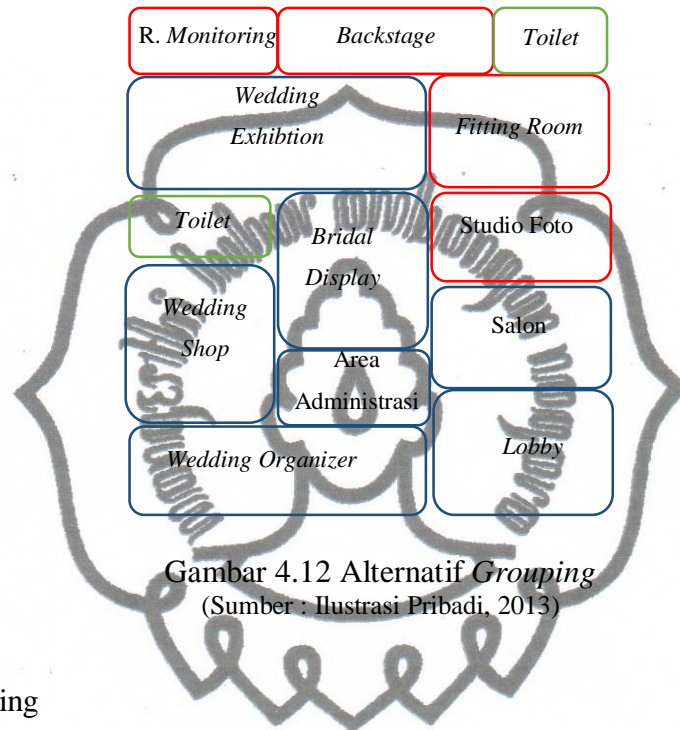 R. Monitoring Backstage Toilet
Wedding
Exhibtion
Fitting Room
Toilet
Bridal
Display
Studio Foto
Wedding
Shop
Salon
Area
Administrasi
Wedding Organizer
Lobby
Gambar 4.12 Alternatif Grouping
(Sumber : Ilustrasi Pribadi, 2013)
ing